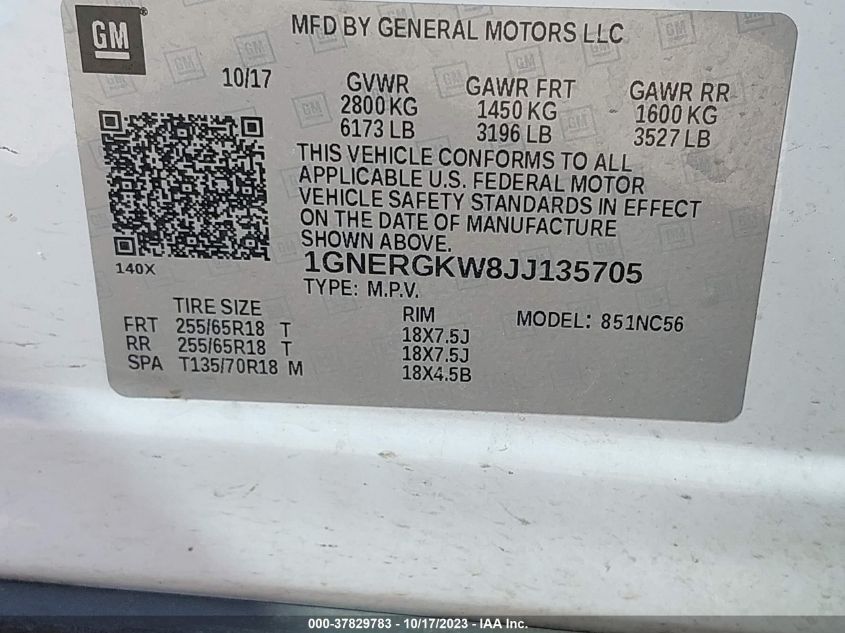 GM
MFD BY GENERAL MOTORS LLC
10/17 GVWR GAWR FRT GAWR RR
2800 KG 1450 KG 1600 KG
6173 LB 3196 LB 3527 LB
THIS VEHICLE CONFORMS TO ALL
APPLICABLE U.S. FEDERAL MOTOR
VEHICLE SAFETY STANDARDS IN EFFECT
ON THE DATE OF MANUFACTURE
SHOWN ABOVE.
140X
1GNERGKW8JJ135705
TYPE: M.P.V.
TIRE SIZE RIM MODEL: 851NC56
FRT 255/65R18 T 18X7.5J
RR 255/65R18 T 18X7.5J
SPA T135/70R18 M 18X4.5B
000-37829783 - 10/17/2023 - IAA Inc.